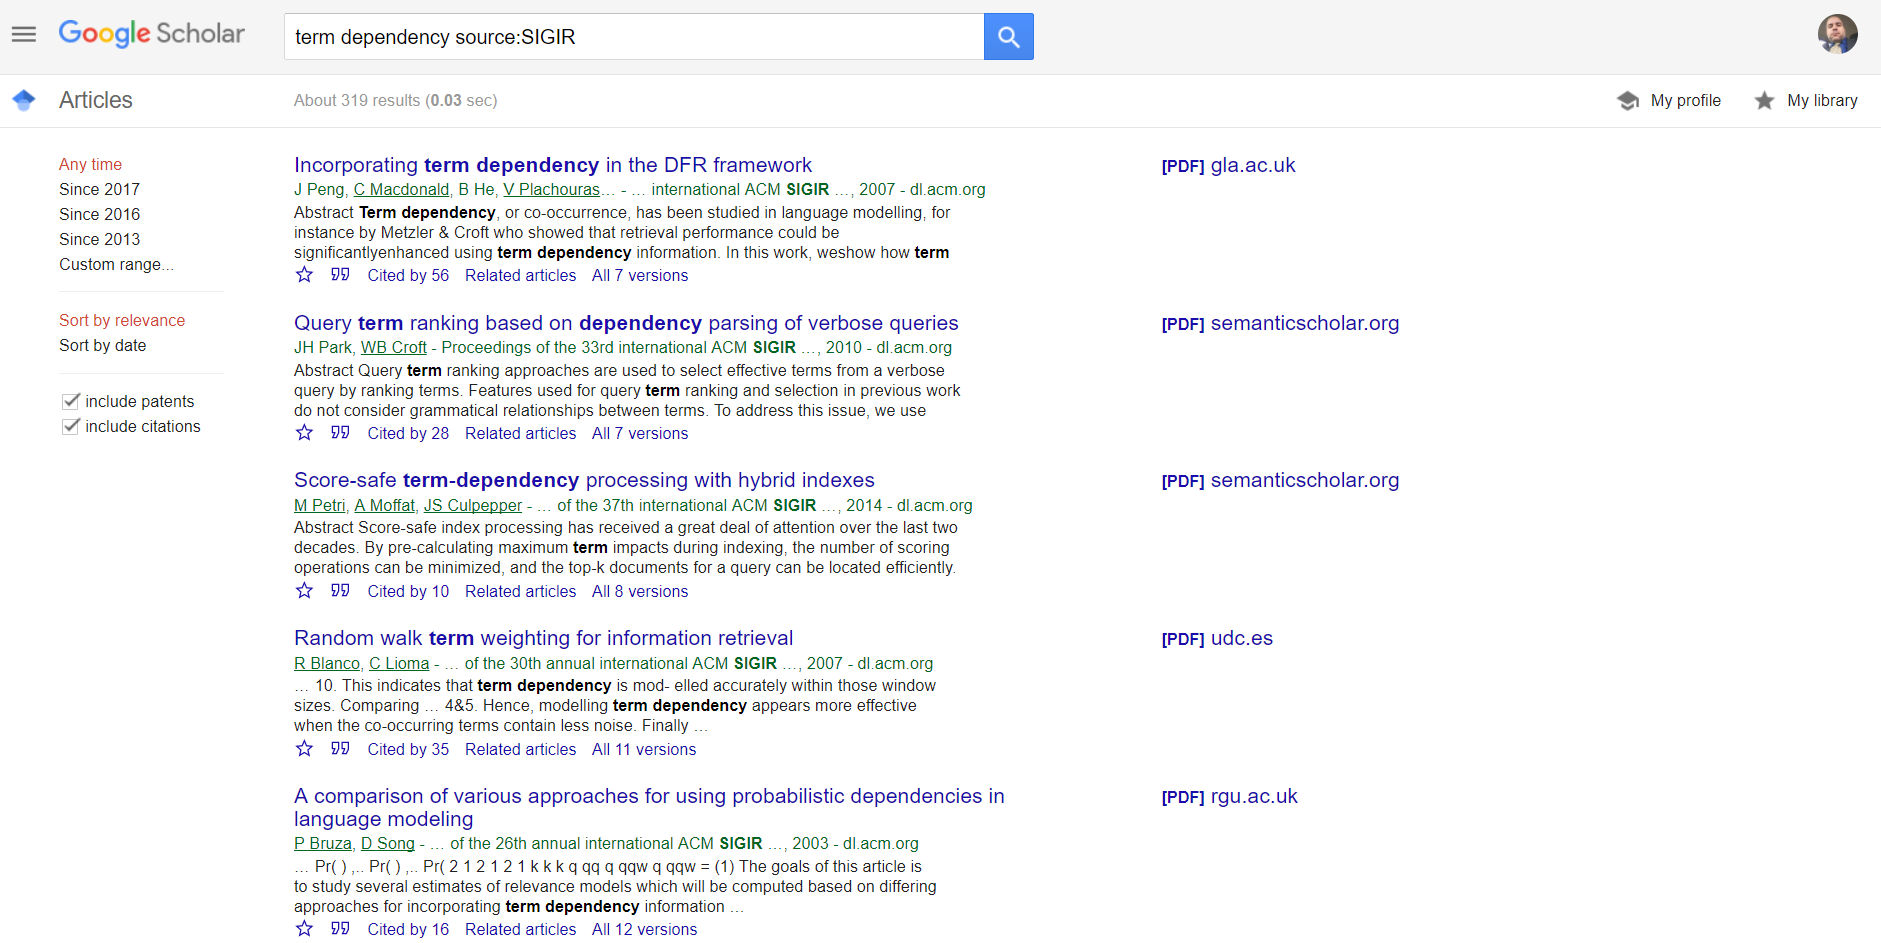 Google Scholar
term dependency source:SIGIR
Articles
About 319 results (0.03 sec)
My profile
My library
Any time
Since 2017
Since 2016
Since 2013
Custom range...
Sort by relevance
Sort by date
include patents
include citations
Incorporating term dependency in the DFR framework
[PDF] gla.ac.uk
J Peng, C Macdonald, B He, V Plachouras… - … international ACM SIGIR …, 2007 - dl.acm.org
Abstract Term dependency, or co-occurrence, has been studied in language modelling, for
instance by Metzler & Croft who showed that retrieval performance could be
significantlyenhanced using term dependency information. In this work, weshow how term
Cited by 56 Related articles All 7 versions
Query term ranking based on dependency parsing of verbose queries
[PDF] semanticscholar.org
JH Park, WB Croft - Proceedings of the 33rd international ACM SIGIR …, 2010 - dl.acm.org
Abstract Query term ranking approaches are used to select effective terms from a verbose
query by ranking terms. Features used for query term ranking and selection in previous work
do not consider grammatical relationships between terms. To address this issue, we use
Cited by 28 Related articles All 7 versions
Score-safe term-dependency processing with hybrid indexes
[PDF] semanticscholar.org
M Petri, A Moffat, JS Culpepper - … of the 37th international ACM SIGIR …, 2014 - dl.acm.org
Abstract Score-safe index processing has received a great deal of attention over the last two
decades. By pre-calculating maximum term impacts during indexing, the number of scoring
operations can be minimized, and the top-k documents for a query can be located efficiently.
Cited by 10 Related articles All 8 versions
Random walk term weighting for information retrieval
[PDF] udc.es
R Blanco, C Lioma - … of the 30th annual international ACM SIGIR …, 2007 - dl.acm.org
… 10. This indicates that term dependency is mod- elled accurately within those window
sizes. Comparing … 4&5. Hence, modelling term dependency appears more effective
when the co-occurring terms contain less noise. Finally …
Cited by 35 Related articles All 11 versions
A comparison of various approaches for using probabilistic dependencies in
language modeling
[PDF] rgu.ac.uk
P Bruza, D Song - … of the 26th annual international ACM SIGIR …, 2003 - dl.acm.org
… Pr( ) ,.. Pr( ) ,.. Pr( 2 1 2 1 2 1 k k k q qq q qqw q qqw = (1) The goals of this article is
to study several estimates of relevance models which will be computed based on differing
approaches for incorporating term dependency information …
Cited by 16 Related articles All 12 versions